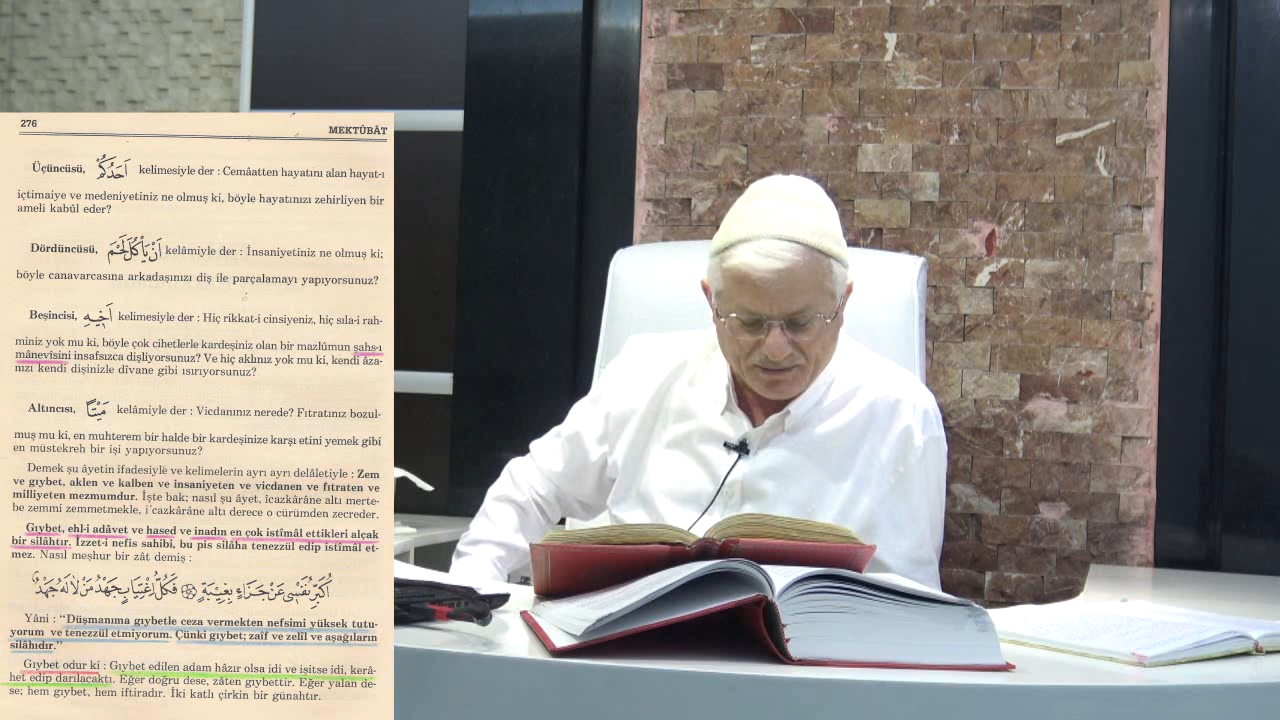 276
MEKTÛBÂT
Üçüncüsü, اَحَدُكُمْ kelimesiyle der : Cemâatten hayatını alan hayat-ı
içtimaiye ve medeniyetiniz ne olmuş ki, böyle hayatınızı zehirliyen bir
ameli kabûl eder?
Dördüncüsü, اَنْ يَاْكُلَ لَحْمَ kelâmiyle der : İnsaniyetiniz ne olmuş ki;
böyle canavarcasına arkadaşınızı diş ile parçalamayı yapıyorsunuz?
Beşincisi, اَخِيهِ kelimesiyle der : Hiç rikkat-i cinsiyeniz, hiç sıla-i rah-
miniz yok mu ki, böyle çok cihetlerle kardeşiniz olan bir mazlûmun şahs-ı
mânevîsini insafsızca dişliyorsunuz? Ve hiç aklınız yok mu ki, kendi âza-
nızı kendi dişinizle divane gibi ısırıyorsunuz?
Altıncısı, مَيْتًا kelâmiyle der : Vicdanınız nerede? Fıtratınız bozul-
muş mu ki, en muhterem bir halde bir kardeşinize karşı etini yemek gibi
en müstekreh bir işi yapıyorsunuz?
Demek şu âyetin ifadesiyle ve kelimelerin ayrı ayrı delâletiyle : Zem
ve gıybet, aklen ve kalben ve insaniyeten ve vicdanen ve fıtraten ve
milliyeten mezmumdur. İşte bak; nasıl şu âyet, îcazkârâne altı merte-
be zemmi zemmetmekle, i'cazkârâne altı derece o cürümden zecreder.
Gıybet, ehl-i adâvet ve hased ve inadın en çok istîmâl ettikleri alçak
bir silâhtır. İzzet-i nefis sahibi, bu pis silâha tenezzül edip istîmâl et-
mez. Nasıl meşhur bir zât demiş :
اُكَبِّرُ نَفْسِى عَنْ جَزَاءٍ بِغِيْبَةٍ ❁ فَكُلُّ اغْتِيَابٍ جَهْدُ مَنْ لاَ لَهُ جَهْدٌ
Yâni : "Düşmanıma gıybetle ceza vermekten nefsimi yüksek tutu-
yorum ve tenezzül etmiyorum. Çünki gıybet; zaif ve zelîl ve aşağıların
silâhıdır."
Gıybet odur ki : Gıybet edilen adam hâzır olsa idi ve işitse idi, kerâ-
het edip darılacaktı. Eğer doğru dese, zâten gıybettir. Eğer yalan de-
se; hem gıybet, hem iftiradır. İki katlı çirkin bir günahtır.